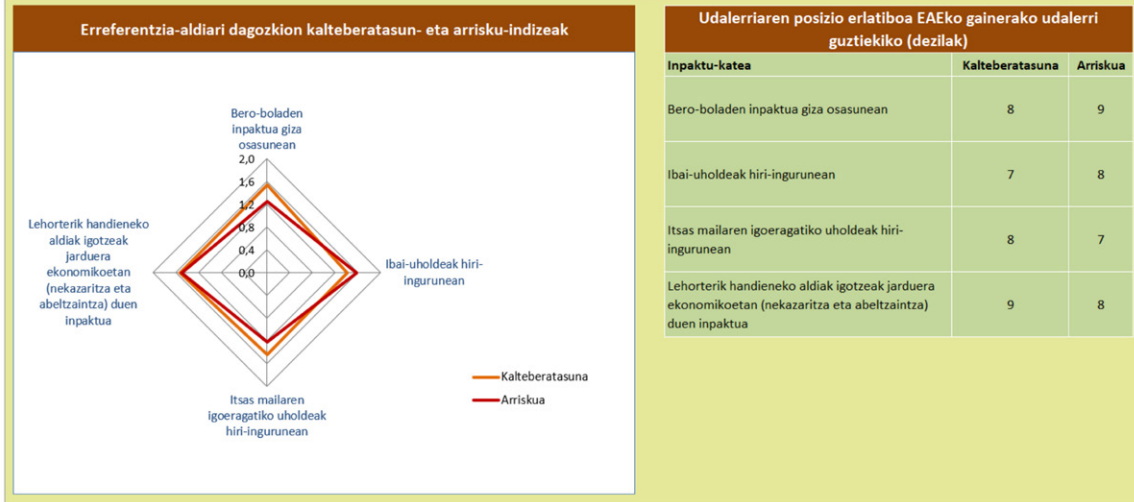 Erreferentzia-aldiari dagozkion kalteberatasun- eta arrisku-indizeak
Bero-boladen
inpaktua giza
osasunean
2,0
1,6
1,2
0,8
0,4
0,0
Lehorterik handieneko
aldiak igotzeak
jarduera
ekonomikoetan
(nekazaritza eta
abeltzaintza) duen
inpaktua
Ibai-uholdeak hiri-
ingurunean
Itsas mailaren
igoeragatiko uholdeak
hiri-ingurunean
Kalteberatasuna
Arriskua
Udalerriaren posizio erlatiboa EAEko gainerako udalerri
guztiekiko (dezilak)
Inpaktu-katea Kalteberatasuna Arriskua
Bero-boladen inpaktua giza osasunean 8 9
Ibai-uholdeak hiri-ingurunean 7 8
Itsas mailaren igoeragatiko uholdeak hiri-
ingurunean 8 7
Lehorterik handieneko aldiak igotzeak jarduera
ekonomikoetan (nekazaritza eta abeltzaintza) 9 8
duen inpaktua